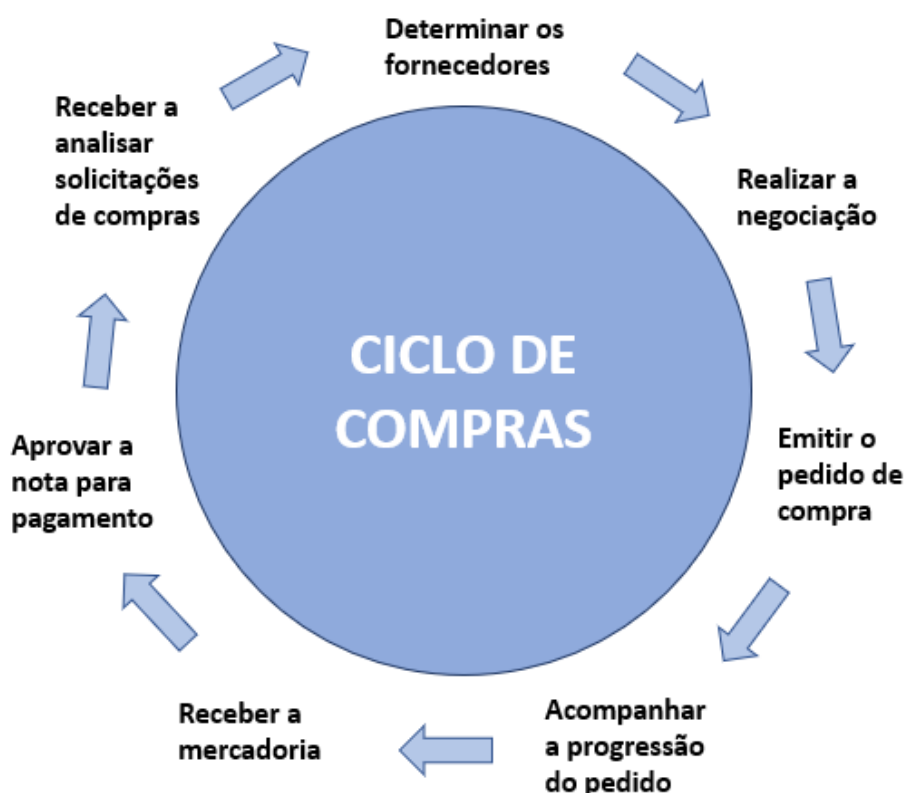 Determinar os
fornecedores
Realizar a
negociação
Emitir o
pedido de
compra
Acompanhar
a progressão
do pedido
Receber a
mercadoria
Aprovar a
nota para
pagamento
Receber a
analisar
solicitações
de compras
CICLO DE
COMPRAS